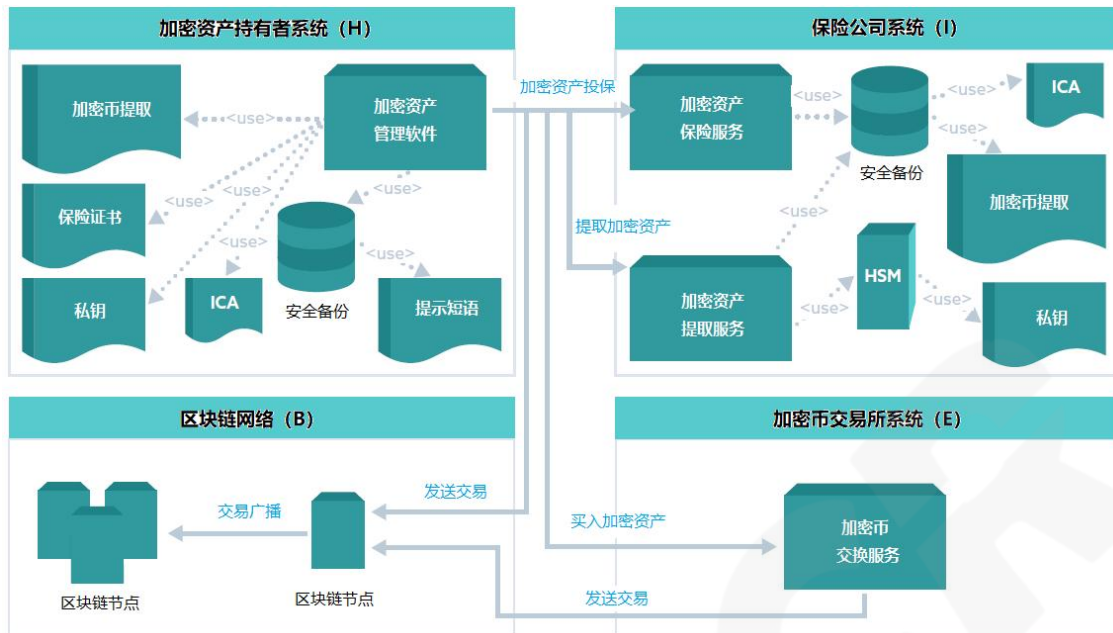 加密资产持有者系统（H）
加密币提取
<use>
加密资产
管理软件
<use>
保险证书
<use>
<use>
<use>
<use>
私钥
ICA
安全备份
提示短语
加密资产投保
提取加密资产
保险公司系统（I）
加密资产
保险服务
<use>
安全备份
<use>
ICA
<use>
加密币提取
<use>
加密资产
提取服务
<use>
HSM
<use>
私钥
区块链网络（B）
区块链节点
交易广播
区块链节点
发送交易
买入加密资产
发送交易
加密币交易所系统（E）
加密币
交换服务